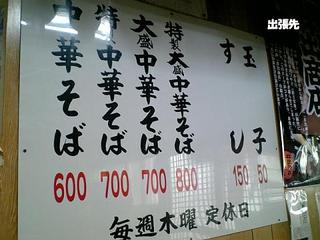 出張先
中華そば 600
特製中華そば 700
大盛中華そば 700
特製大盛中華そば 800
すし 150
玉子 50
毎週木曜定休日